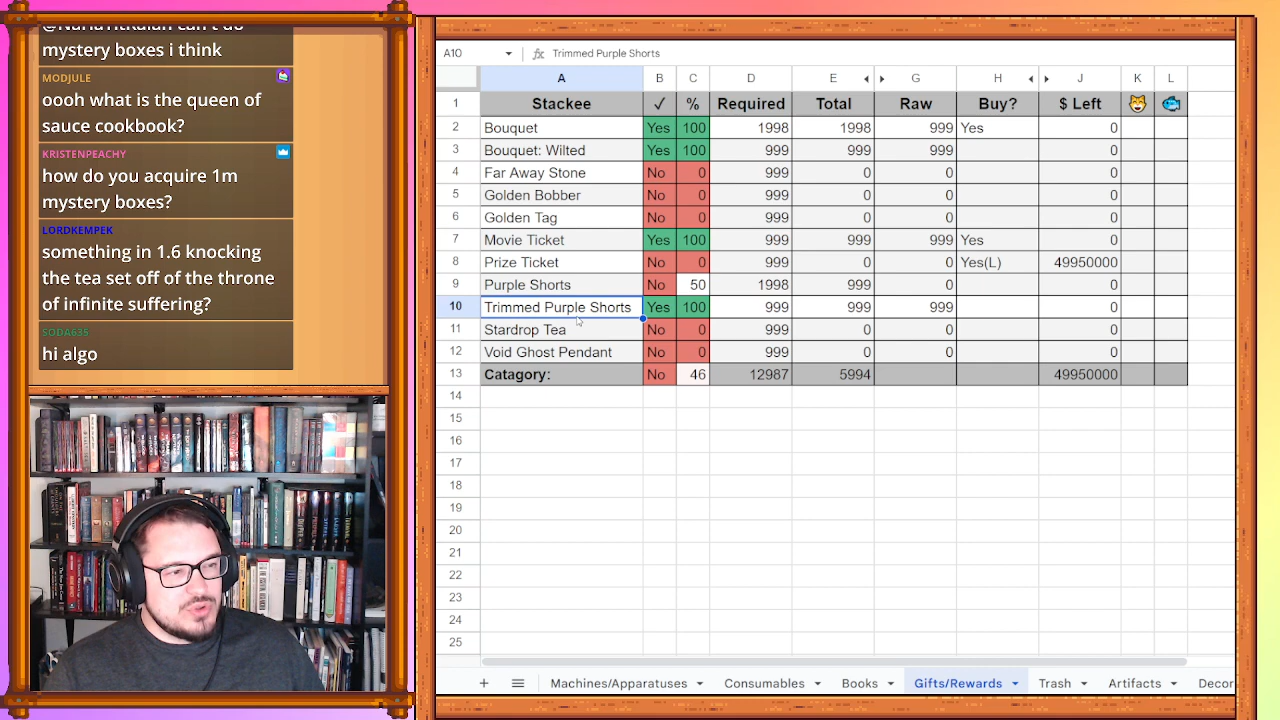 mystery boxes i think
MODJULE
oooh what is the queen of
sauce cookbook?
KRISTENPEACHY
how do you acquire 1m
mystery boxes?
LORDKEMPEK
something in 1.6 knocking
the tea set off of the throne
of infinite suffering?
SODA635
hi algo
A10 fx Trimmed Purple Shorts
A B C D E G H J K L
1 Stackee ✓ % Required Total Raw Buy? $ Left
2 Bouquet Yes 100 1998 1998 999 Yes 0
3 Bouquet: Wilted Yes 100 999 999 999 0
4 Far Away Stone No 0 999 0 0 0
5 Golden Bobber No 0 999 0 0 0
6 Golden Tag No 0 999 0 0 0
7 Movie Ticket Yes 100 999 999 999 Yes 0
8 Prize Ticket No 0 999 0 0 Yes(L) 49950000
9 Purple Shorts No 50 1998 999 0 0
10 Trimmed Purple Shorts Yes 100 999 999 999 0
11 Stardrop Tea No 0 999 0 0 0
12 Void Ghost Pendant No 0 999 0 0 0
13 Catagory: No 46 12987 5994 49950000
14
15
16
17
18
19
20
21
22
23
24
25
+ Machines/Apparatuses Consumables Books Gifts/Rewards Trash Artifacts Decor